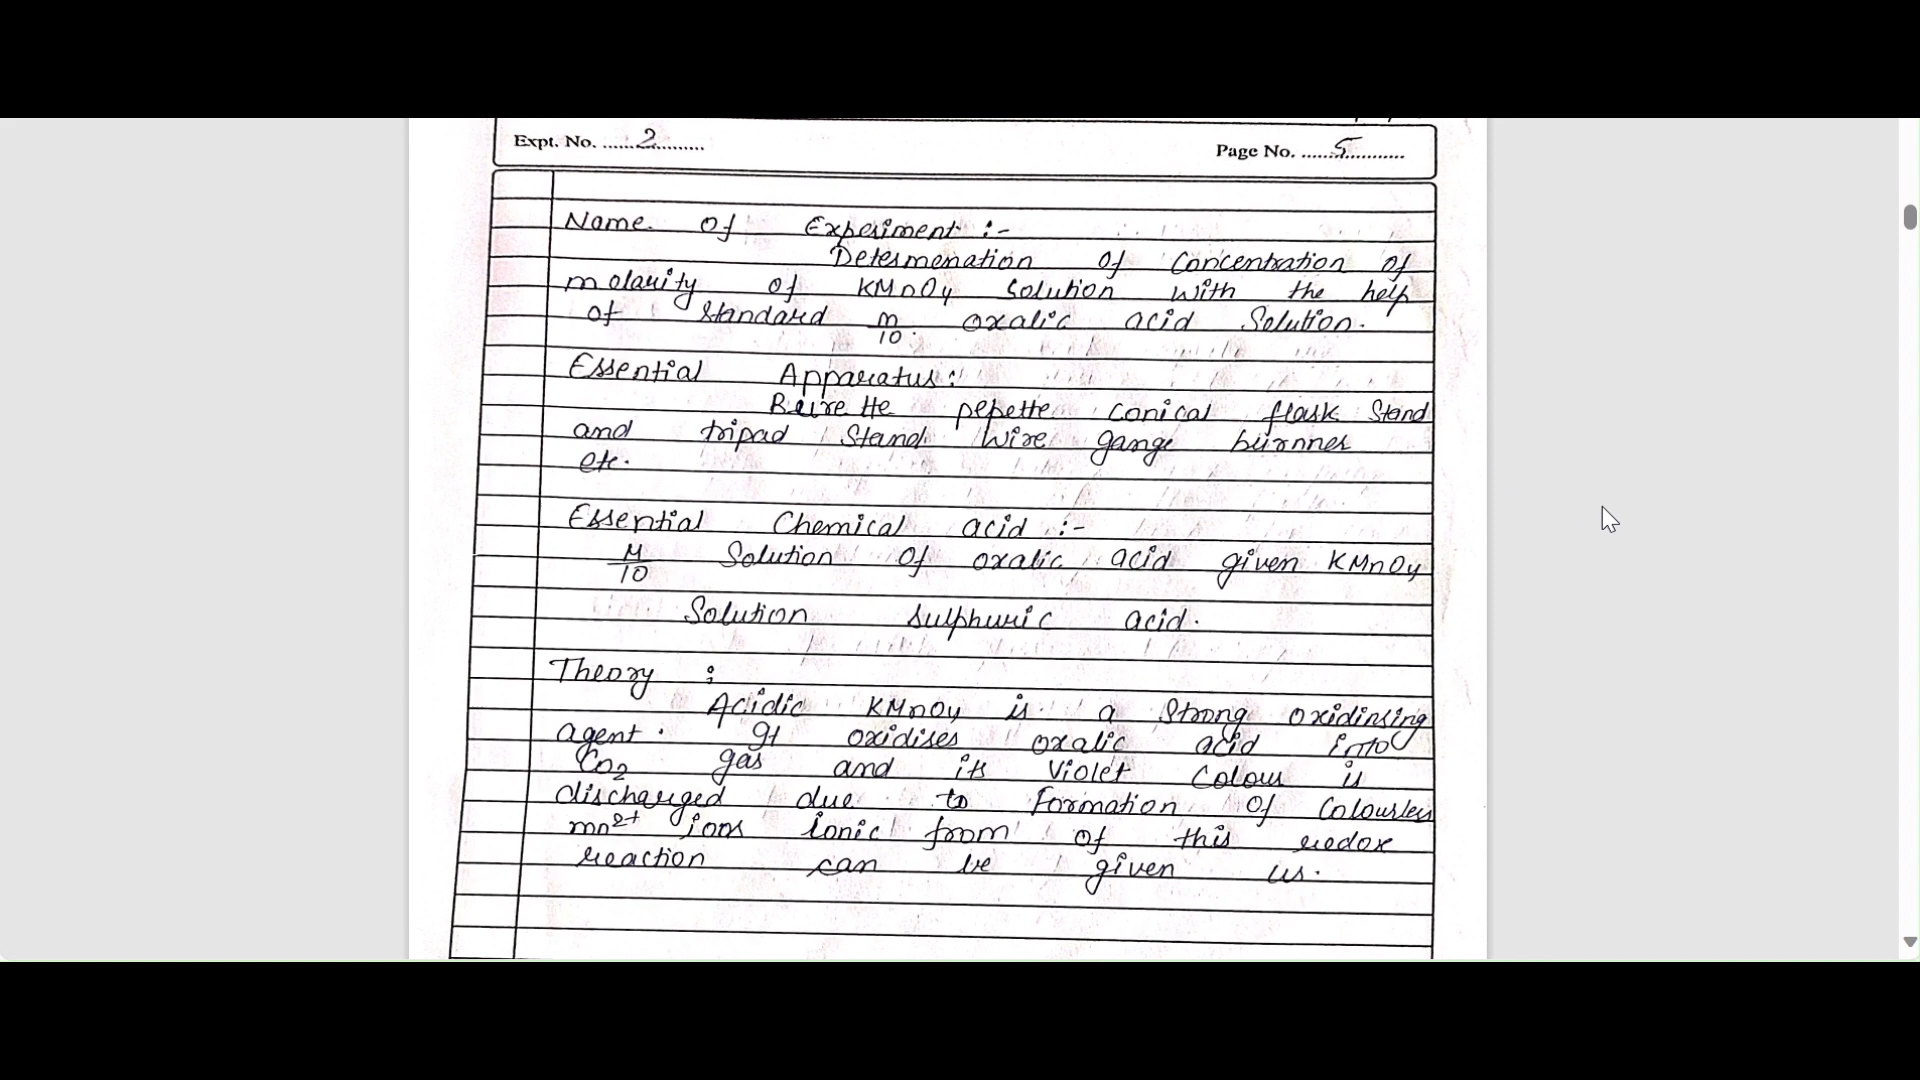 Expt. No. ..........2..........
Page No. .......5............
Name of Experiment :-
Determenation of Concentration of
molarity of KMnO4 Solution With the help
of Standard m/10 oxalic acid Solution.
Essential Apparatus:
Burette pepette conical flask Stand
and tripad Stand Wire gange burnner
etc.
Essential Chemical acid :-
M/10 Solution Of oxalic acid given KMnO4
Solution Sulphuric acid.
Theory :
Acidic KMnO4 is a Strong oxidinsing
agent. It oxidises oxalic acid into
CO2 gas and its Violet Colour is
discharged due to Formation Of Colourless
mn2+ ions ionic from of this redox
reaction can be given us.